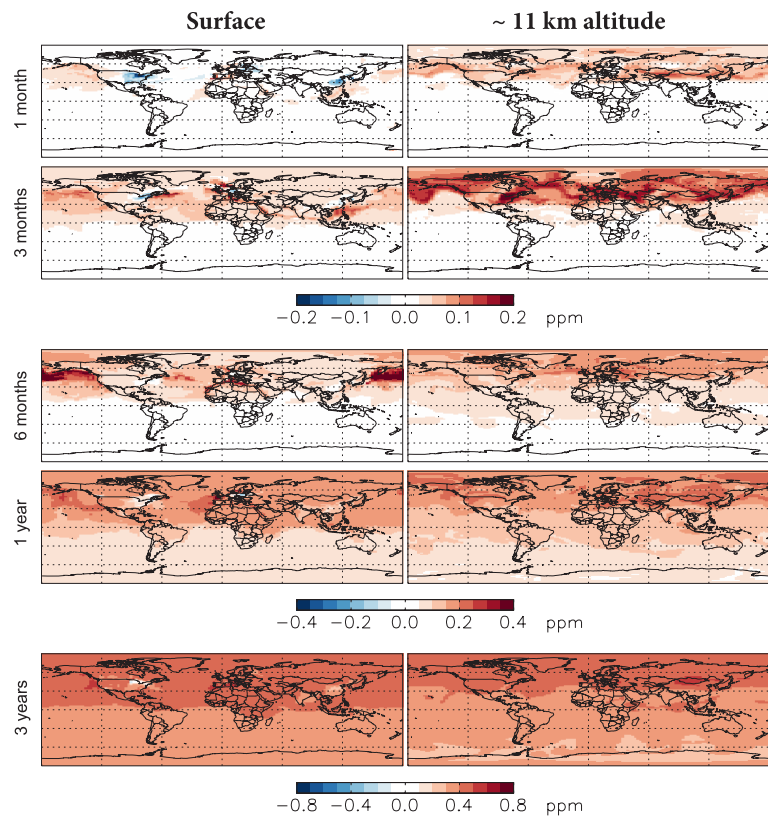 Surface
~ 11 km altitude
1 month
3 months
−0.2 −0.1 0.0 0.1 0.2 ppm
6 months
1 year
−0.4 −0.2 0.0 0.2 0.4 ppm
3 years
−0.8 −0.4 0.0 0.4 0.8 ppm